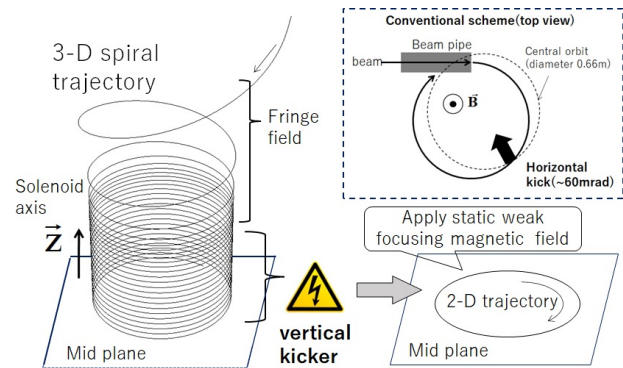 3-D spiral
trajectory
Fringe
field
Solenoid
axis
Z
Mid plane
vertical
kicker
Conventional scheme(top view)
Beam pipe
beam
Central orbit
(diameter 0.66m)
B
Horizontal
kick(~60mrad)
Apply static weak
focusing magnetic field
2-D trajectory
Mid plane